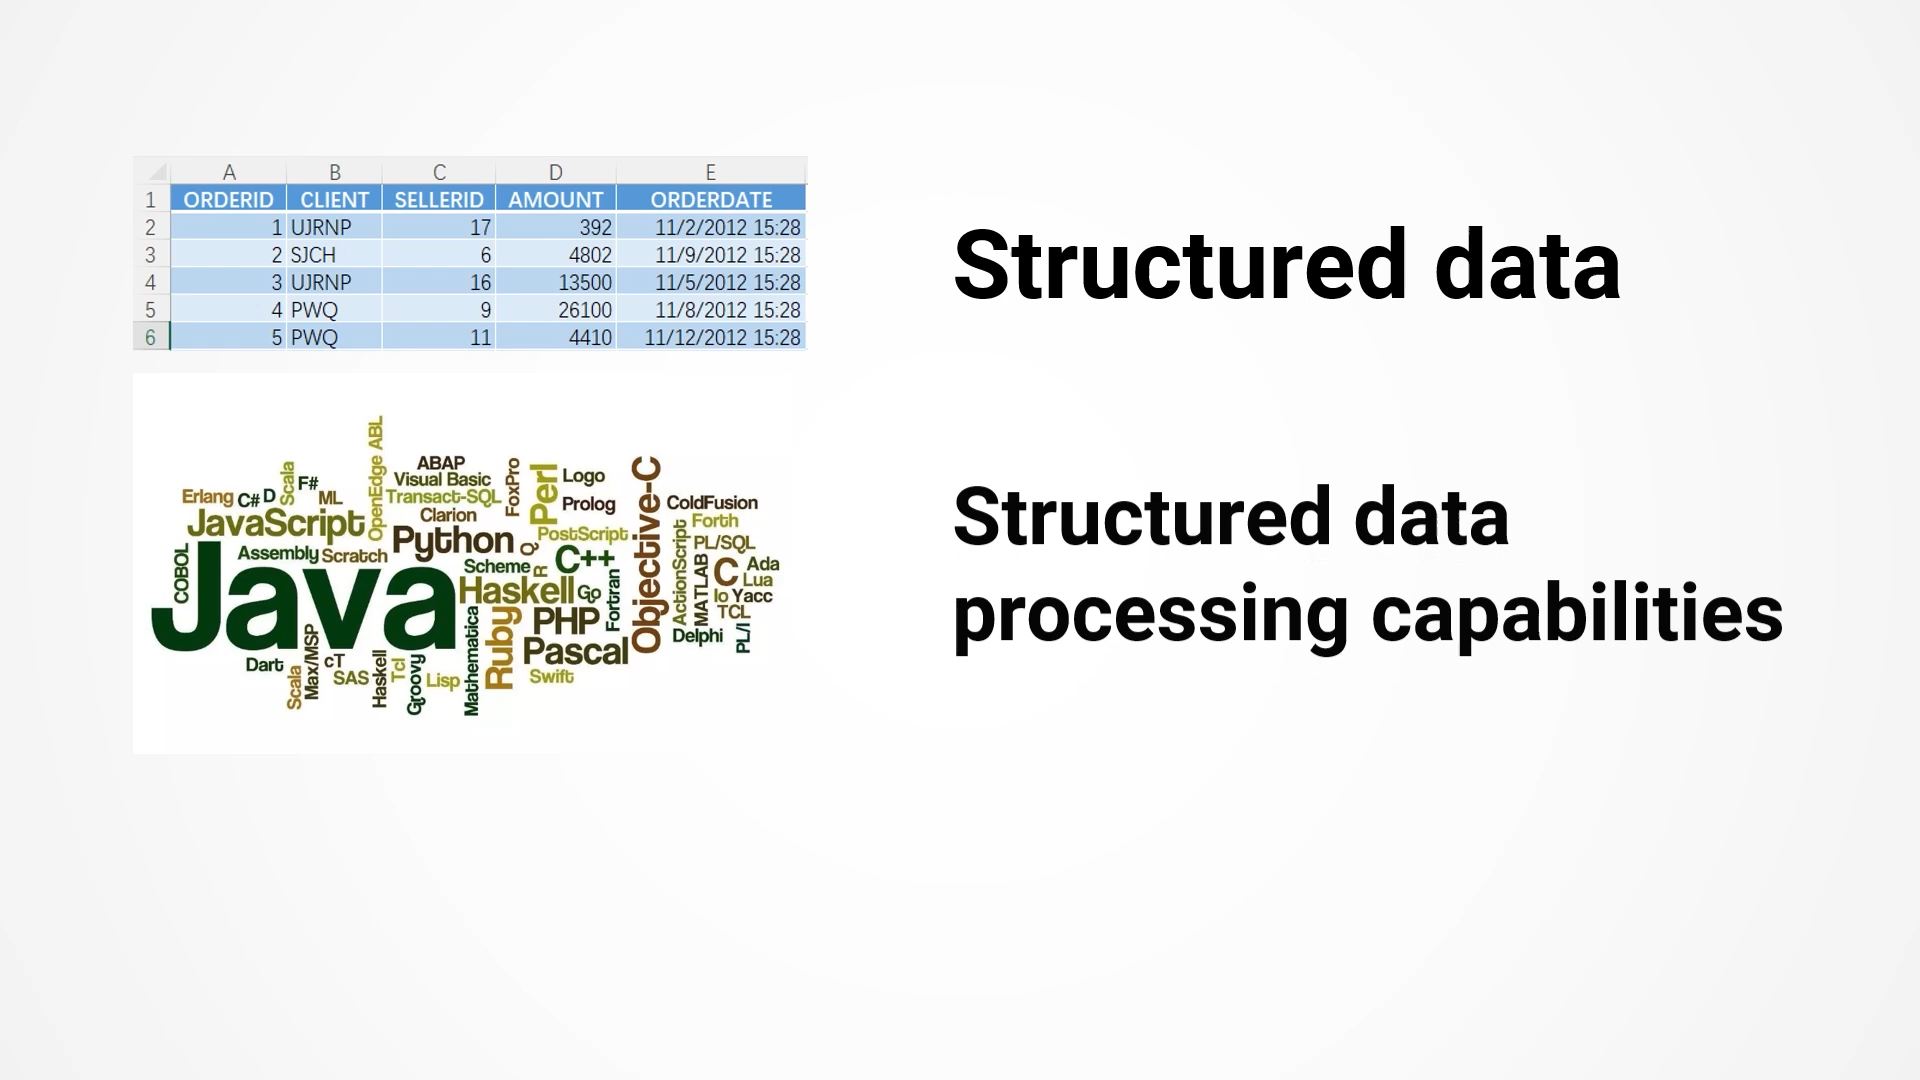 A B C D E
1 ORDERID CLIENT SELLERID AMOUNT ORDERDATE
2 1 UJRNP 17 392 11/2/2012 15:28
3 2 SJCH 6 4802 11/9/2012 15:28
4 3 UJRNP 16 13500 11/5/2012 15:28
5 4 PWQ 9 26100 11/8/2012 15:28
6 5 PWQ 11 4410 11/12/2012 15:28
Structured data
Structured data
processing capabilities
OpenEdge ABL
ABAP
Visual Basic
Transact-SQL
Clarion
FoxPro
Perl
Logo
Prolog
PostScript
Objective-C
ColdFusion
Forth
PL/SQL
Erlang
C#
D
Scala
F#
ML
JavaScript
Python
Q
C++
ActionScript
MATLAB
C
Ada
Lua
Io
Yacc
TCL
PL/I
Delphi
COBOL
Assembly
Scratch
Java
Scheme
R
Haskell
Go
Fortran
PHP
Pascal
Ruby
Swift
Mathematica
Dart
Scala
Max/MSP
cT
SAS
Haskell
Tcl
Groovy
Lisp